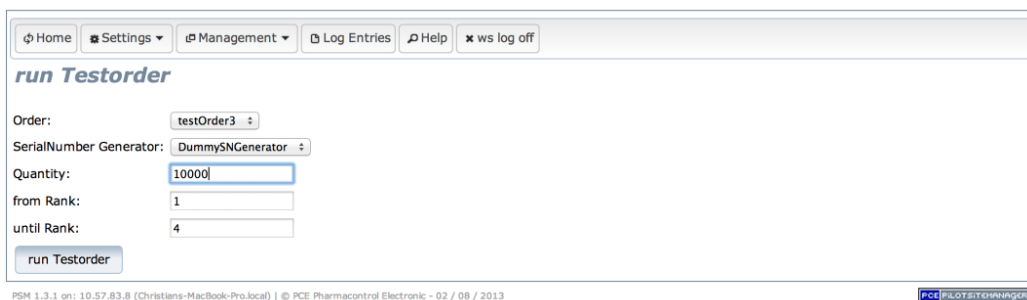 Home Settings Management Log Entries Help ws log off
run Testorder
Order: testOrder3
SerialNumber Generator: DummySNGenerator
Quantity: 10000
from Rank: 1
until Rank: 4
run Testorder
PSM 1.3.1 on: 10.57.83.8 (Christians-MacBook-Pro.local) | © PCE Pharmacontrol Electronic - 02 / 08 / 2013
PCE PILOTSITEMANAGER